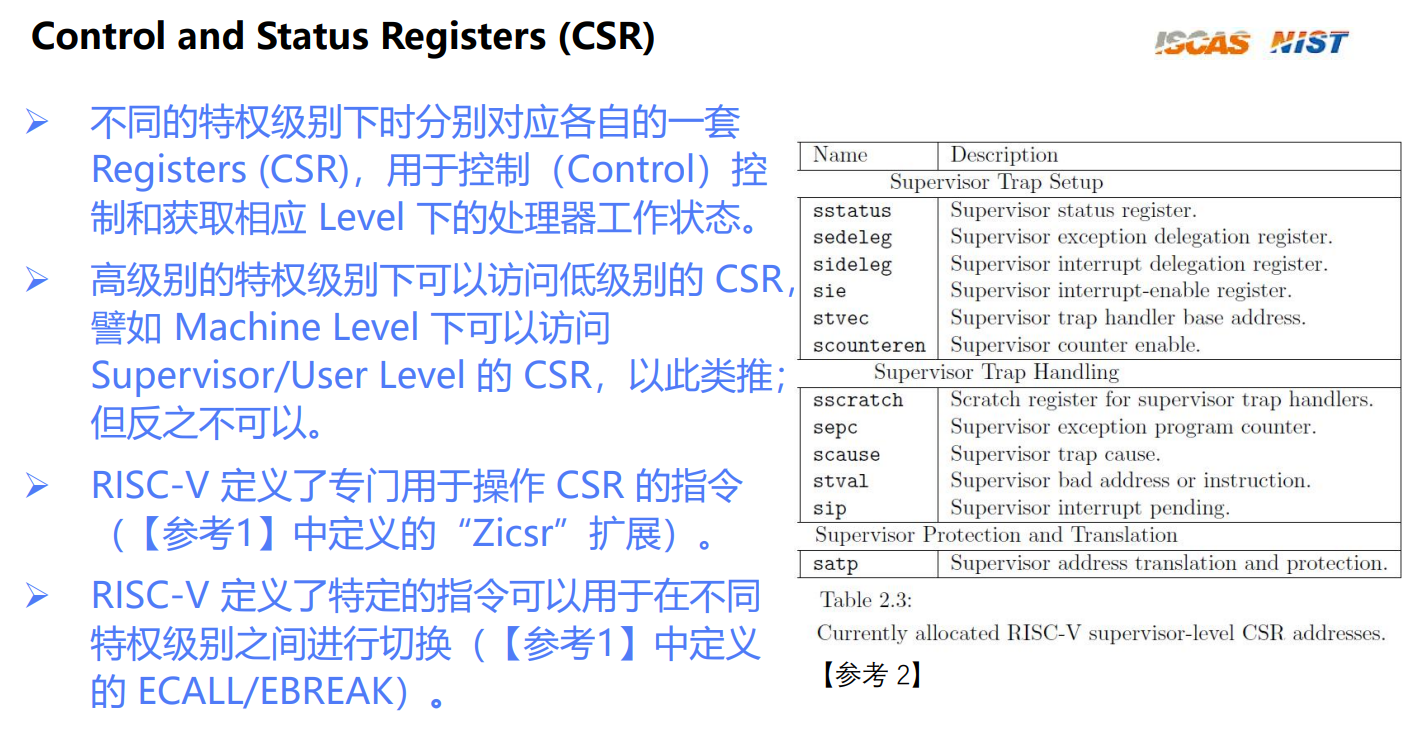 Control and Status Registers (CSR)
ISCAS NIST
➢ 不同的特权级别下时分别对应各自的一套
Registers (CSR)，用于控制（Control）控
制和获取相应 Level 下的处理器工作状态。
➢ 高级别的特权级别下可以访问低级别的 CSR，
譬如 Machine Level 下可以访问
Supervisor/User Level 的 CSR，以此类推；
但反之不可以。
➢ RISC-V 定义了专门用于操作 CSR 的指令
（【参考1】中定义的“Zicsr”扩展）。
➢ RISC-V 定义了特定的指令可以用于在不同
特权级别之间进行切换（【参考1】中定义
的 ECALL/EBREAK）。
Name Description
Supervisor Trap Setup
sstatus Supervisor status register.
sedeleg Supervisor exception delegation register.
sideleg Supervisor interrupt delegation register.
sie Supervisor interrupt-enable register.
stvec Supervisor trap handler base address.
scounteren Supervisor counter enable.
Supervisor Trap Handling
sscratch Scratch register for supervisor trap handlers.
sepc Supervisor exception program counter.
scause Supervisor trap cause.
stval Supervisor bad address or instruction.
sip Supervisor interrupt pending.
Supervisor Protection and Translation
satp Supervisor address translation and protection.
Table 2.3:
Currently allocated RISC-V supervisor-level CSR addresses.
【参考 2】